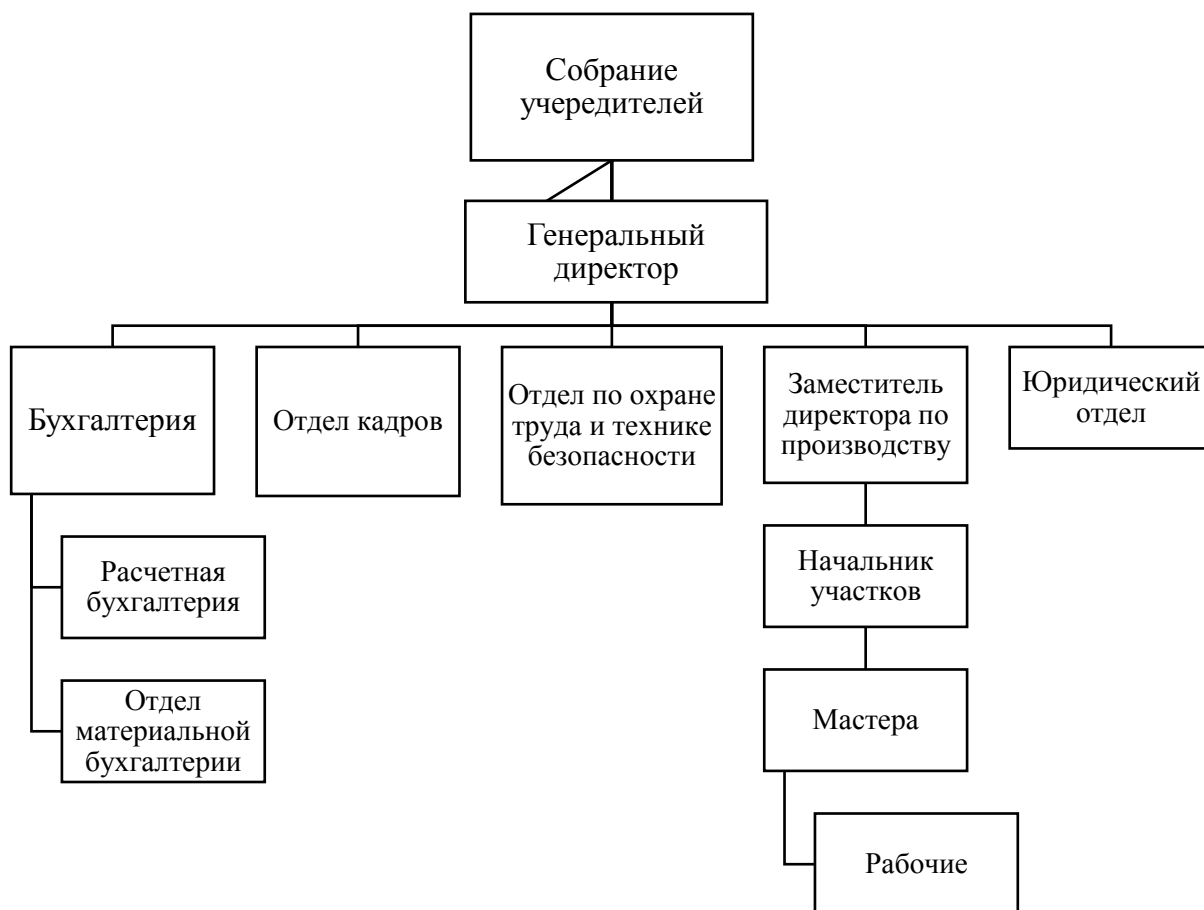 Собрание
учередителей
Генеральный
директор
Бухгалтерия
Отдел кадров
Отдел по охране
труда и технике
безопасности
Заместитель
директора по
производству
Юридический
отдел
Расчетная
бухгалтерия
Отдел
материальной
бухгалтерии
Начальник
участков
Мастера
Рабочие